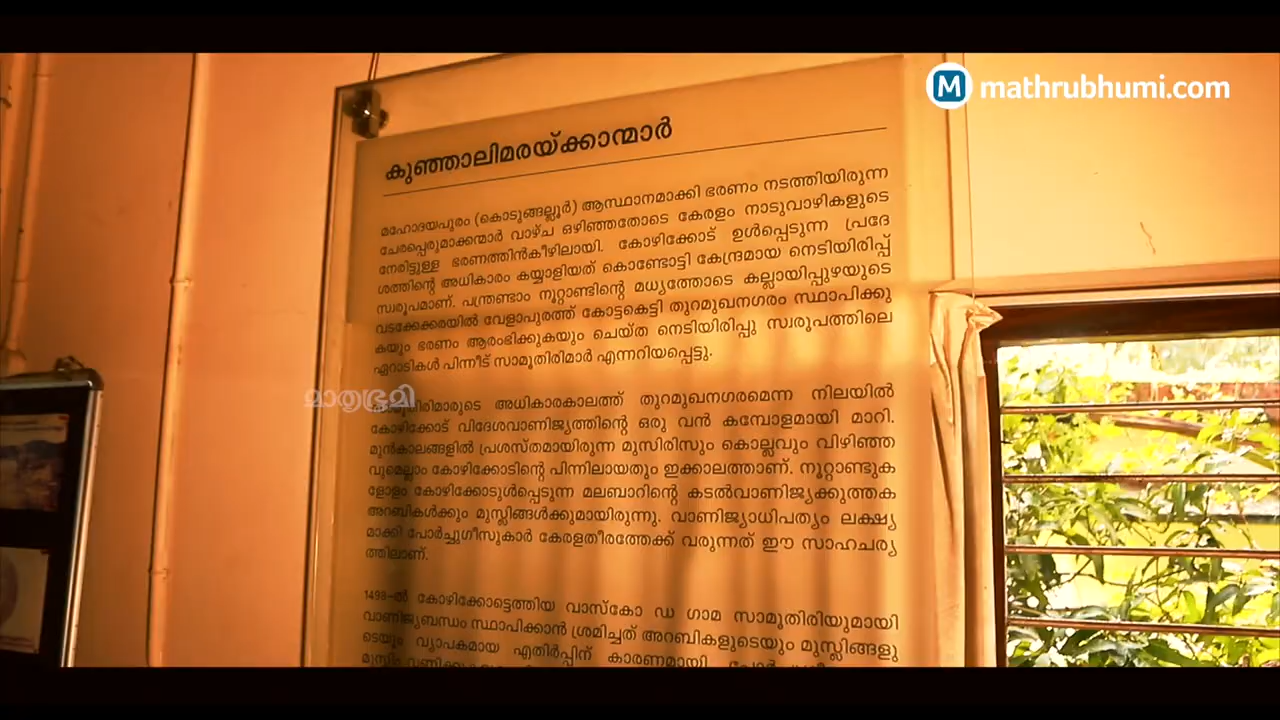 mathrubhumi.com
കുഞ്ഞാലിമരയ്ക്കാന്മാർ
മഹോദയപുരം (കൊടുങ്ങല്ലൂർ) ആസ്ഥാനമാക്കി ഭരണം നടത്തിയിരുന്ന
ചേരപ്പെരുമാക്കന്മാർ വാഴ്ച ഒഴിഞ്ഞതോടെ കേരളം നാടുവാഴികളുടെ
നേരിട്ടുള്ള ഭരണത്തിൻകീഴിലായി. കോഴിക്കോട് ഉൾപ്പെടുന്ന പ്രദേ
ശത്തിന്റെ അധികാരം കയ്യാളിയത് കൊണ്ടോട്ടി കേന്ദ്രമായ നെടിയിരിപ്പ്
സ്വരൂപമാണ്. പന്ത്രണ്ടാം നൂറ്റാണ്ടിന്റെ മധ്യത്തോടെ കല്ലായിപ്പുഴയുടെ
വടക്കേക്കരയിൽ വേളാപുരത്ത് കോട്ടകെട്ടി തുറമുഖനഗരം സ്ഥാപിക്കു
കയും ഭരണം ആരംഭിക്കുകയും ചെയ്ത നെടിയിരിപ്പു സ്വരൂപത്തിലെ
ഏറാടികൾ പിന്നീട് സാമൂതിരിമാർ എന്നറിയപ്പെട്ടു.
മാതൃഭൂമി
അധികാരകാലത്ത് തുറമുഖനഗരമെന്ന നിലയിൽ
കോഴിക്കോട് വിദേശവാണിജ്യത്തിന്റെ ഒരു വൻ കമ്പോളമായി മാറി.
മുൻകാലങ്ങളിൽ പ്രശസ്തമായിരുന്ന മുസിരിസും കൊല്ലവും വിഴിഞ്ഞ
വുമെല്ലാം കോഴിക്കോടിന്റെ പിന്നിലായതും ഇക്കാലത്താണ്. നൂറ്റാണ്ടുക
ളോളം കോഴിക്കോടുൾപ്പെടുന്ന മലബാറിന്റെ കടൽവാണിജ്യക്കുത്തക
അറബികൾക്കും മുസ്ലിങ്ങൾക്കുമായിരുന്നു. വാണിജ്യാധിപത്യം ലക്ഷ്യ
മാക്കി പോർച്ചുഗീസുകാർ കേരളതീരത്തേക്ക് വരുന്നത് ഈ സാഹചര്യ
ത്തിലാണ്.
1498-ൽ കോഴിക്കോട്ടെത്തിയ വാസ്കോ ഡ ഗാമ സാമൂതിരിയുമായി
വാണിജ്യബന്ധം സ്ഥാപിക്കാൻ ശ്രമിച്ചത് അറബികളുടെയും മുസ്ലിങ്ങളു
ടെയും വ്യാപകമായ എതിർപ്പിന് കാരണമായി.